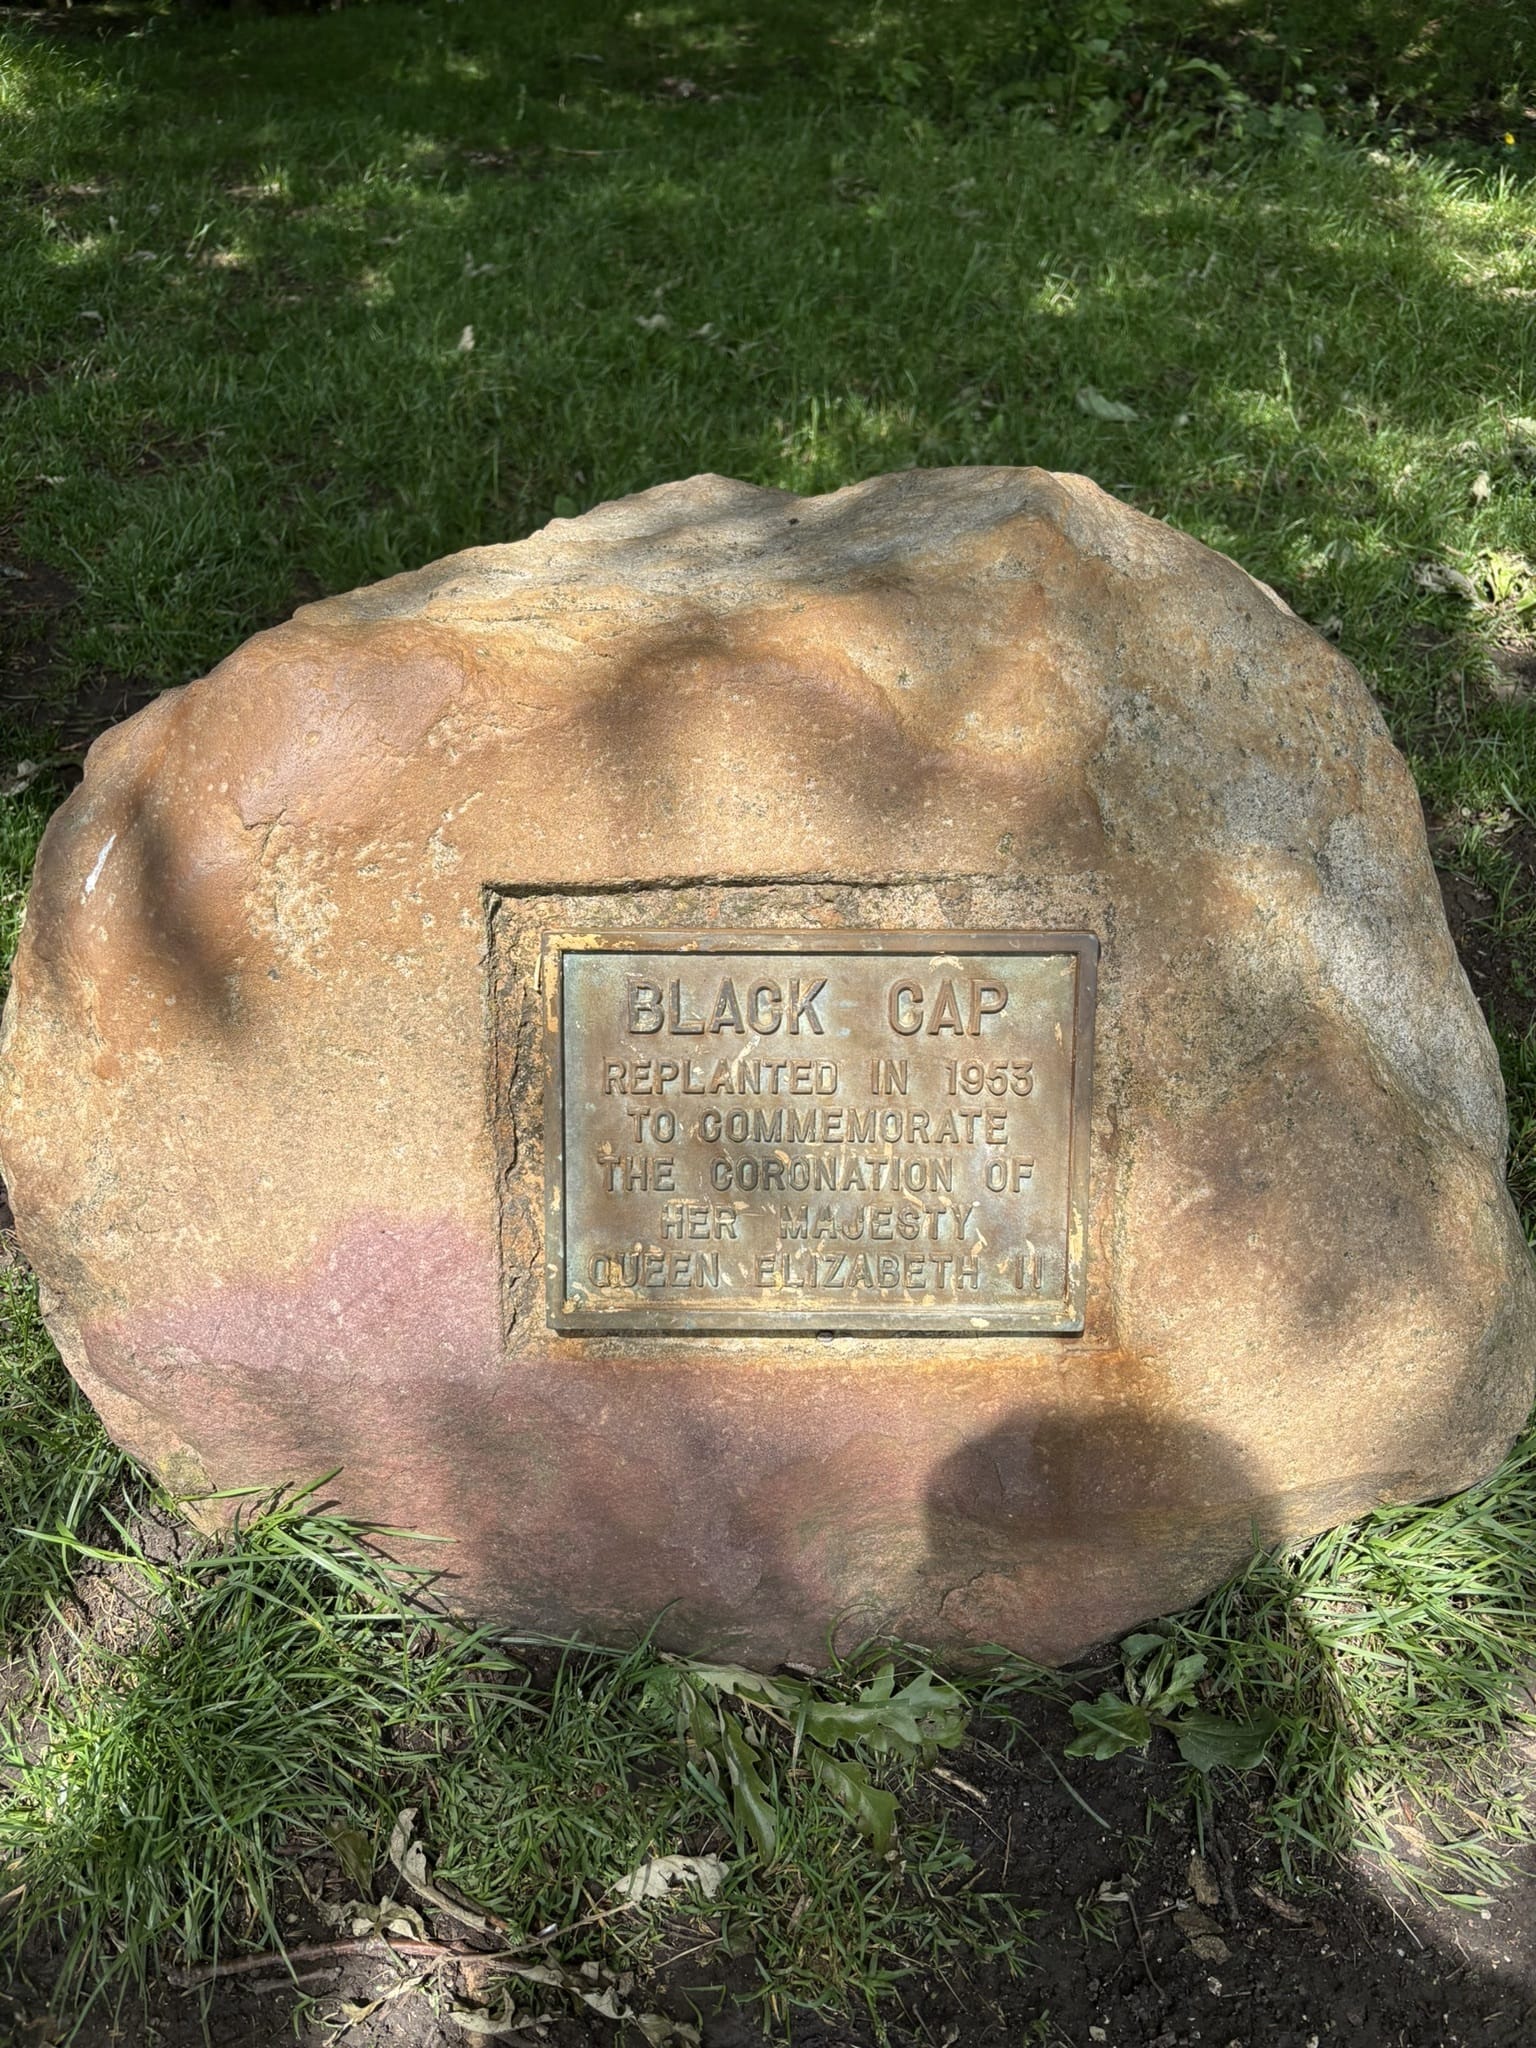 BLACK CAP
REPLANTED IN 1953
TO COMMEMORATE
THE CORONATION OF
HER MAJESTY
QUEEN ELIZABETH II